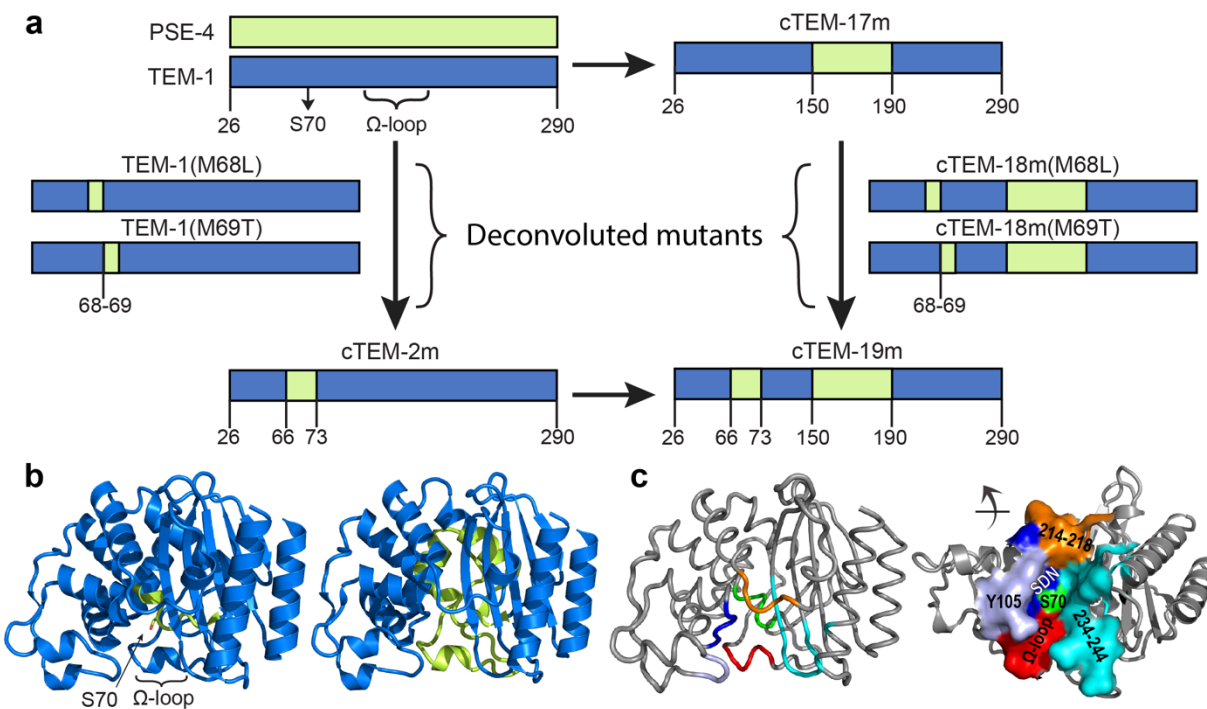 a
PSE-4
TEM-1
26
S70
Ω-loop
290
cTEM-17m
26
150
190
290
TEM-1(M68L)
TEM-1(M69T)
68-69
Deconvoluted mutants
cTEM-18m(M68L)
cTEM-18m(M69T)
68-69
cTEM-2m
26
66
73
290
cTEM-19m
26
66
73
150
190
290
b
S70
Ω-loop
c
214-218
SDN
Y105
S70
Ω-loop
234-244